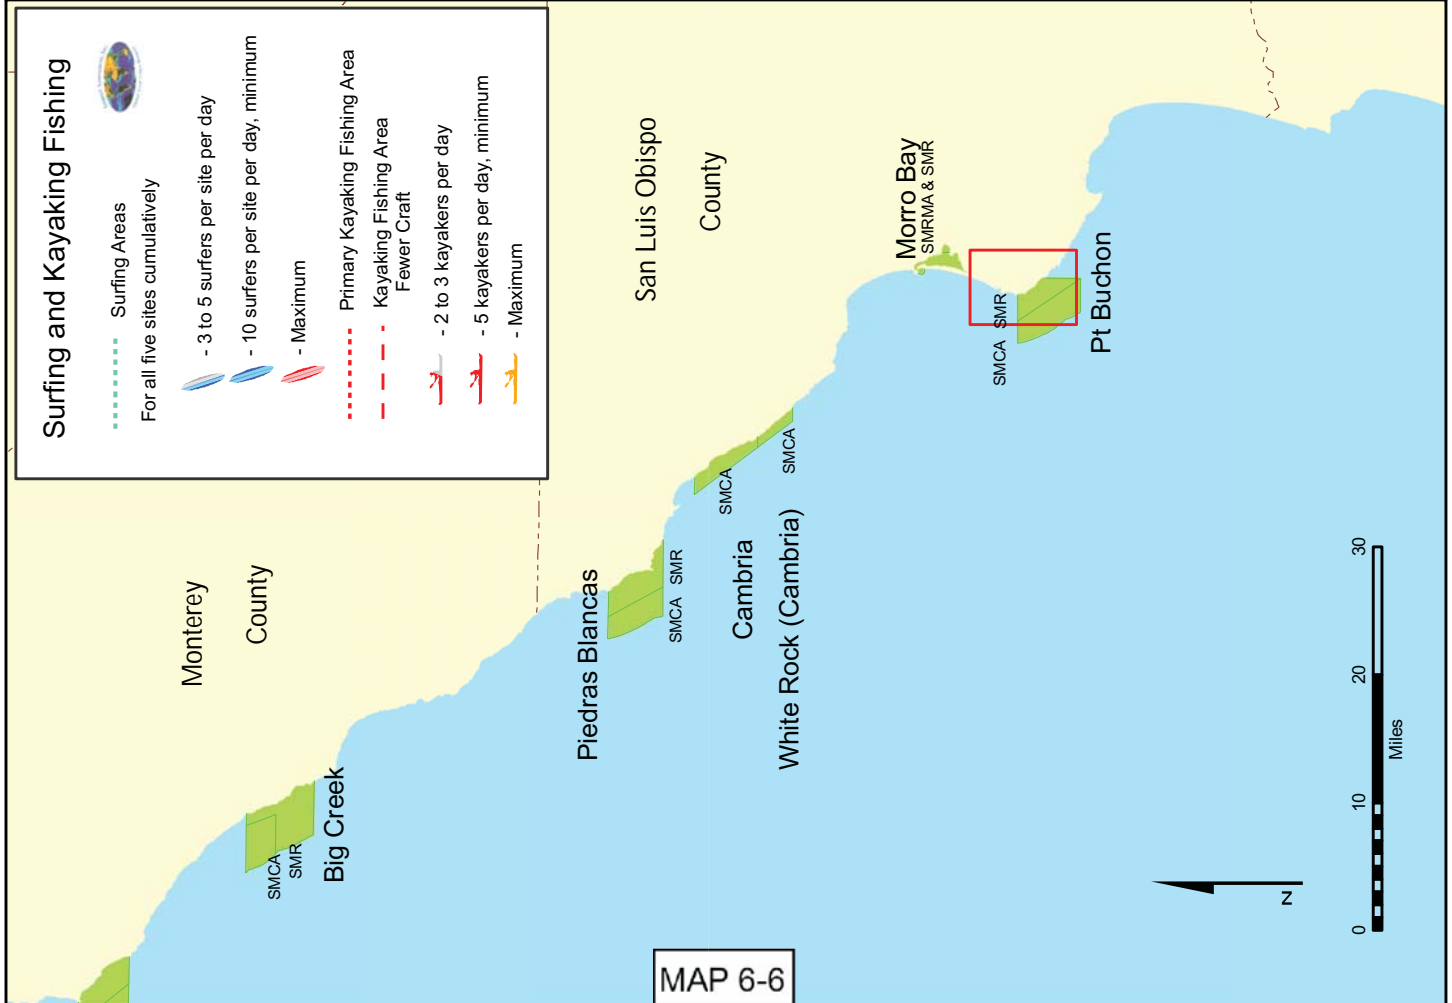 Surfing and Kayaking Fishing
Surfing Areas
For all five sites cumulatively
- 3 to 5 surfers per site per day
- 10 surfers per site per day, minimum
- Maximum
Primary Kayaking Fishing Area
Kayaking Fishing Area
Fewer Craft
- 2 to 3 kayakers per day
- 5 kayakers per day, minimum
- Maximum
Monterey
County
SMCA
SMR
Big Creek
Piedras Blancas
SMCA SMR
San Luis Obispo
County
SMCA
Cambria
SMCA
White Rock (Cambria)
Morro Bay
SMRMA & SMR
SMCA SMR
Pt Buchon
N
0 10 20 30
Miles
MAP 6-6